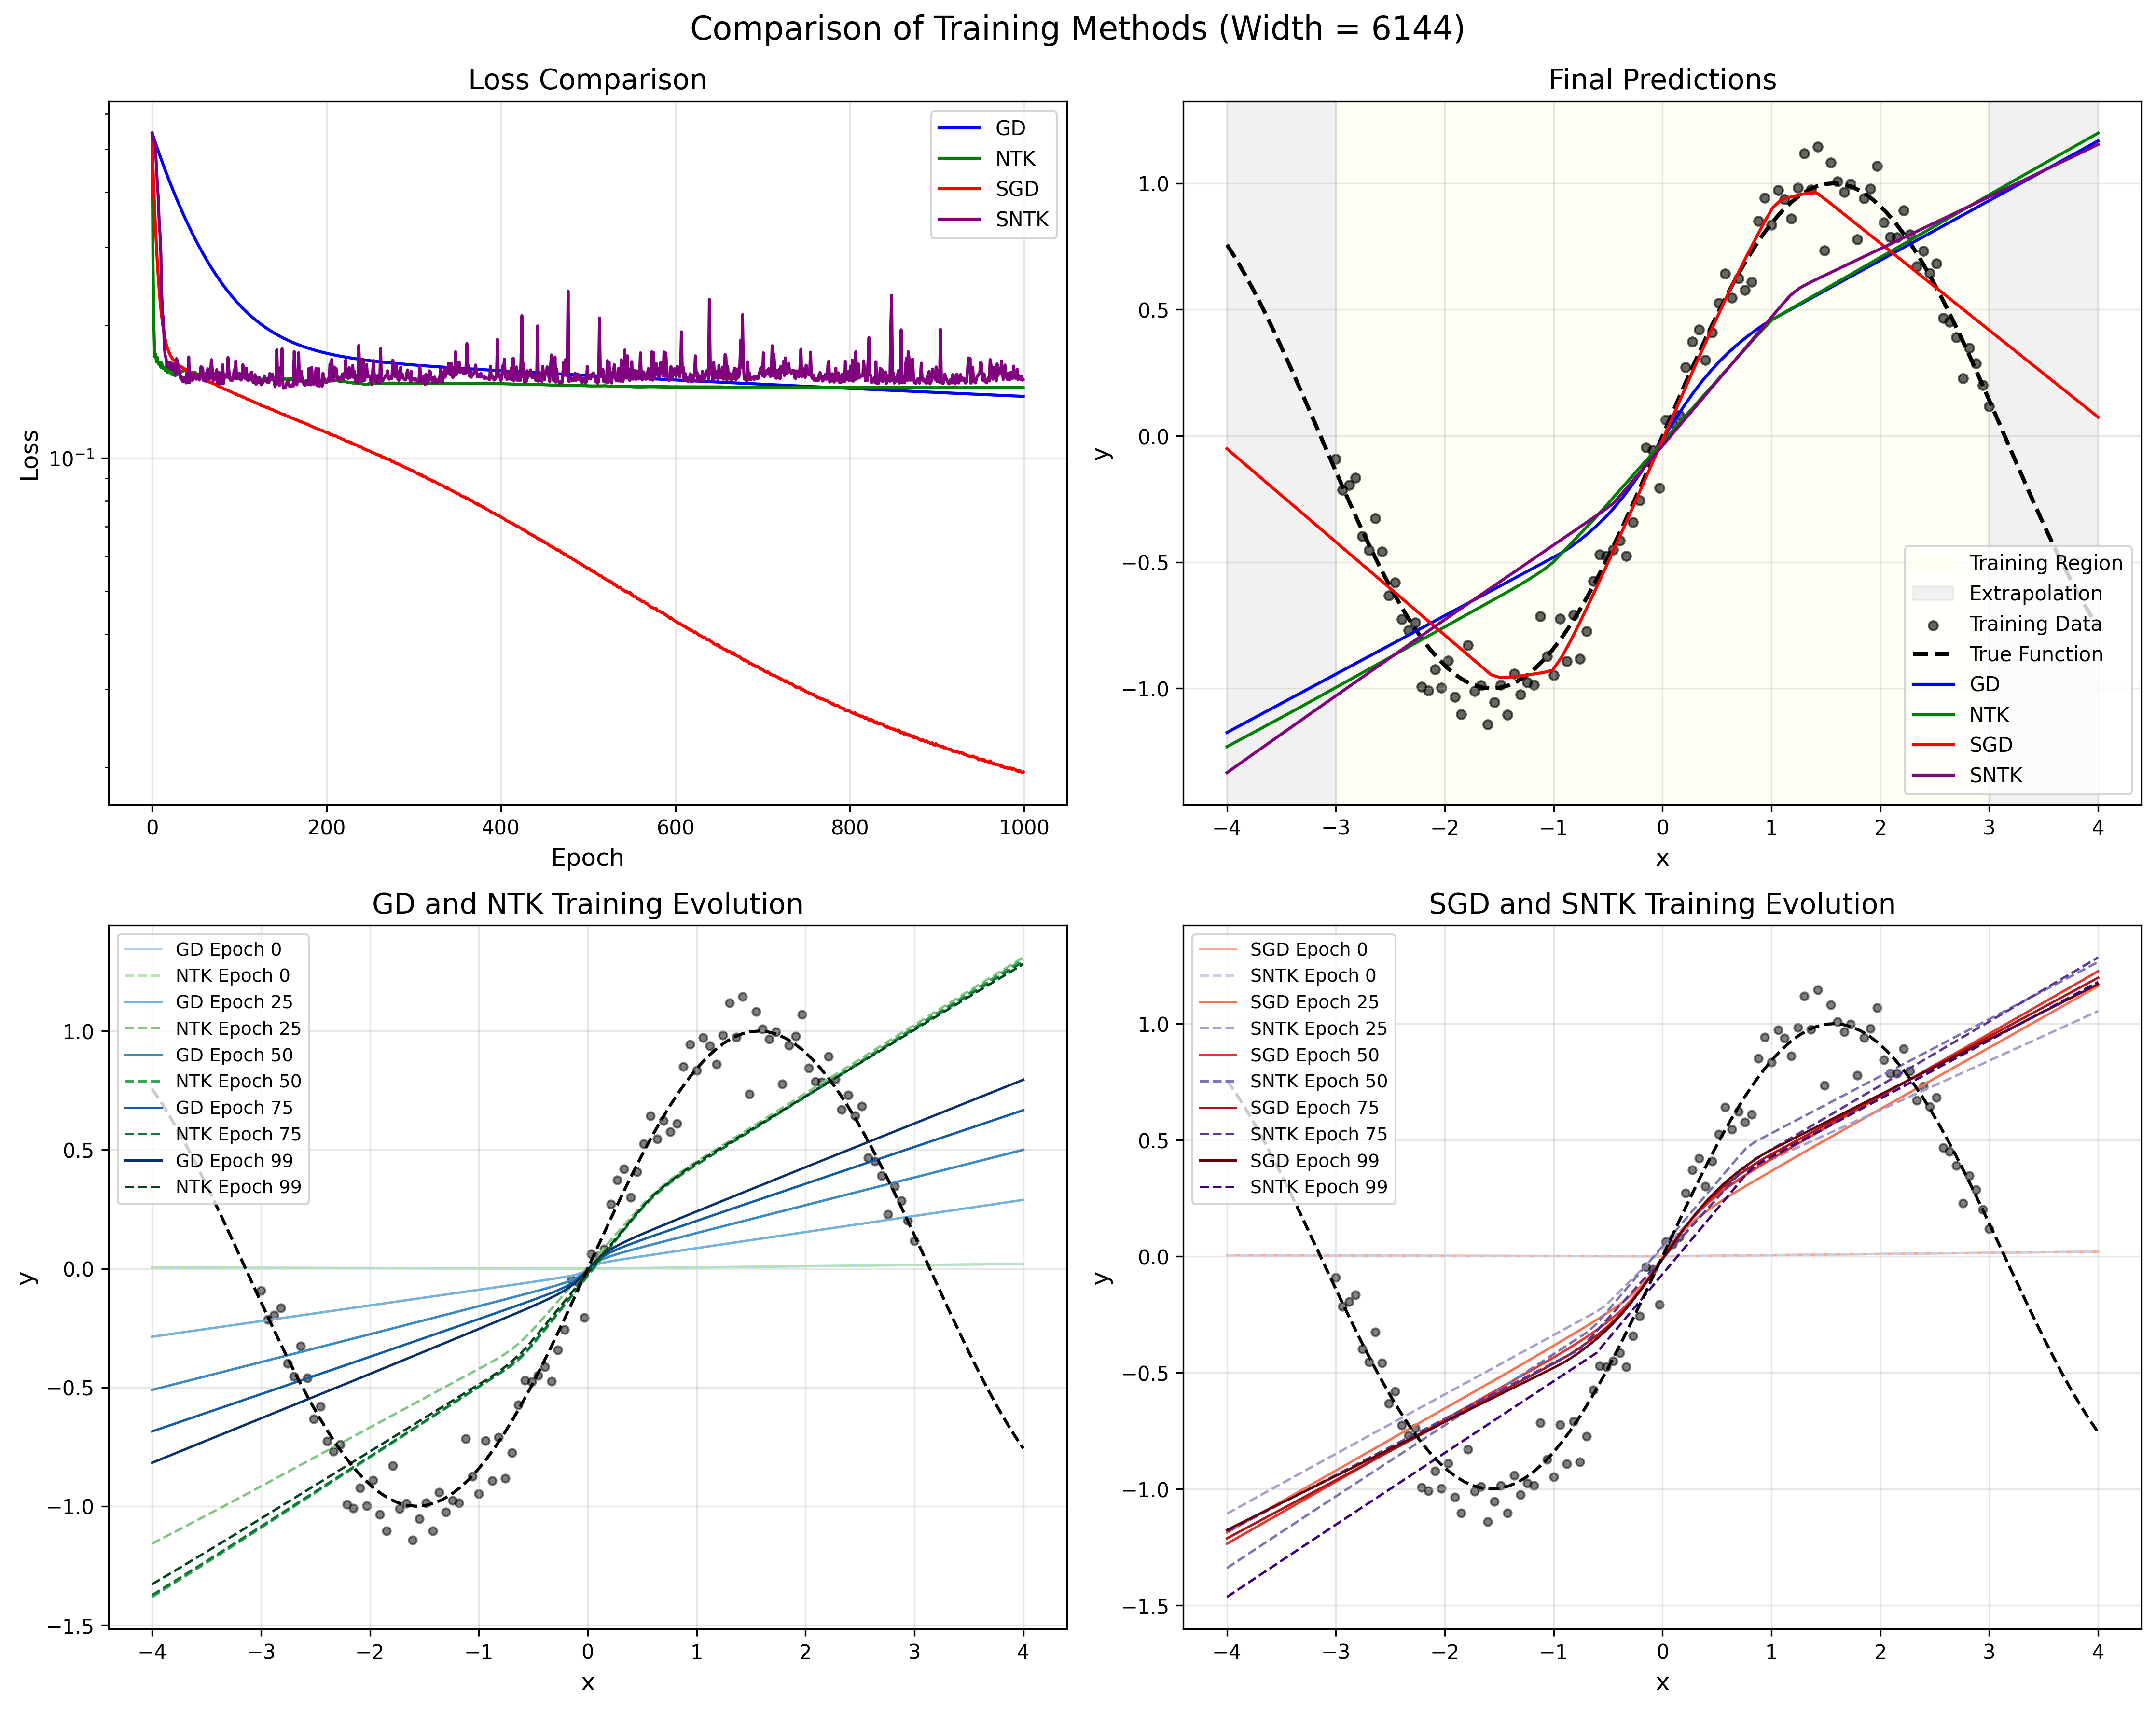 Comparison of Training Methods (Width = 6144)
Loss Comparison
GD
NTK
SGD
SNTK
Loss
10⁻¹
0 200 400 600 800 1000
Epoch
Final Predictions
1.0
0.5
0.0
−0.5
−1.0
y
Training Region
Extrapolation
Training Data
True Function
GD
NTK
SGD
SNTK
−4 −3 −2 −1 0 1 2 3 4
x
GD and NTK Training Evolution
GD Epoch 0
NTK Epoch 0
GD Epoch 25
NTK Epoch 25
GD Epoch 50
NTK Epoch 50
GD Epoch 75
NTK Epoch 75
GD Epoch 99
NTK Epoch 99
1.0
0.5
0.0
−0.5
−1.0
−1.5
y
−4 −3 −2 −1 0 1 2 3 4
x
SGD and SNTK Training Evolution
SGD Epoch 0
SNTK Epoch 0
SGD Epoch 25
SNTK Epoch 25
SGD Epoch 50
SNTK Epoch 50
SGD Epoch 75
SNTK Epoch 75
SGD Epoch 99
SNTK Epoch 99
1.0
0.5
0.0
−0.5
−1.0
−1.5
y
−4 −3 −2 −1 0 1 2 3 4
x